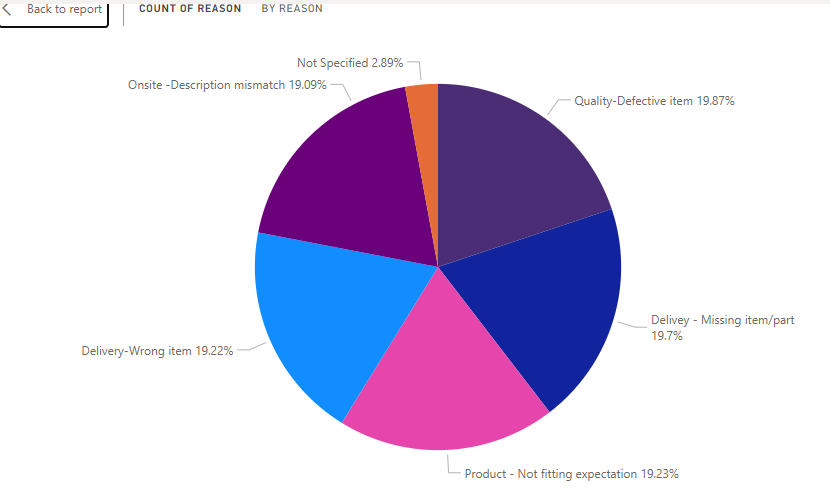 Back to report
COUNT OF REASON
BY REASON
Not Specified 2.89%
Onsite -Description mismatch 19.09%
Quality-Defective item 19.87%
Delivey - Missing item/part
19.7%
Delivery-Wrong item 19.22%
Product - Not fitting expectation 19.23%